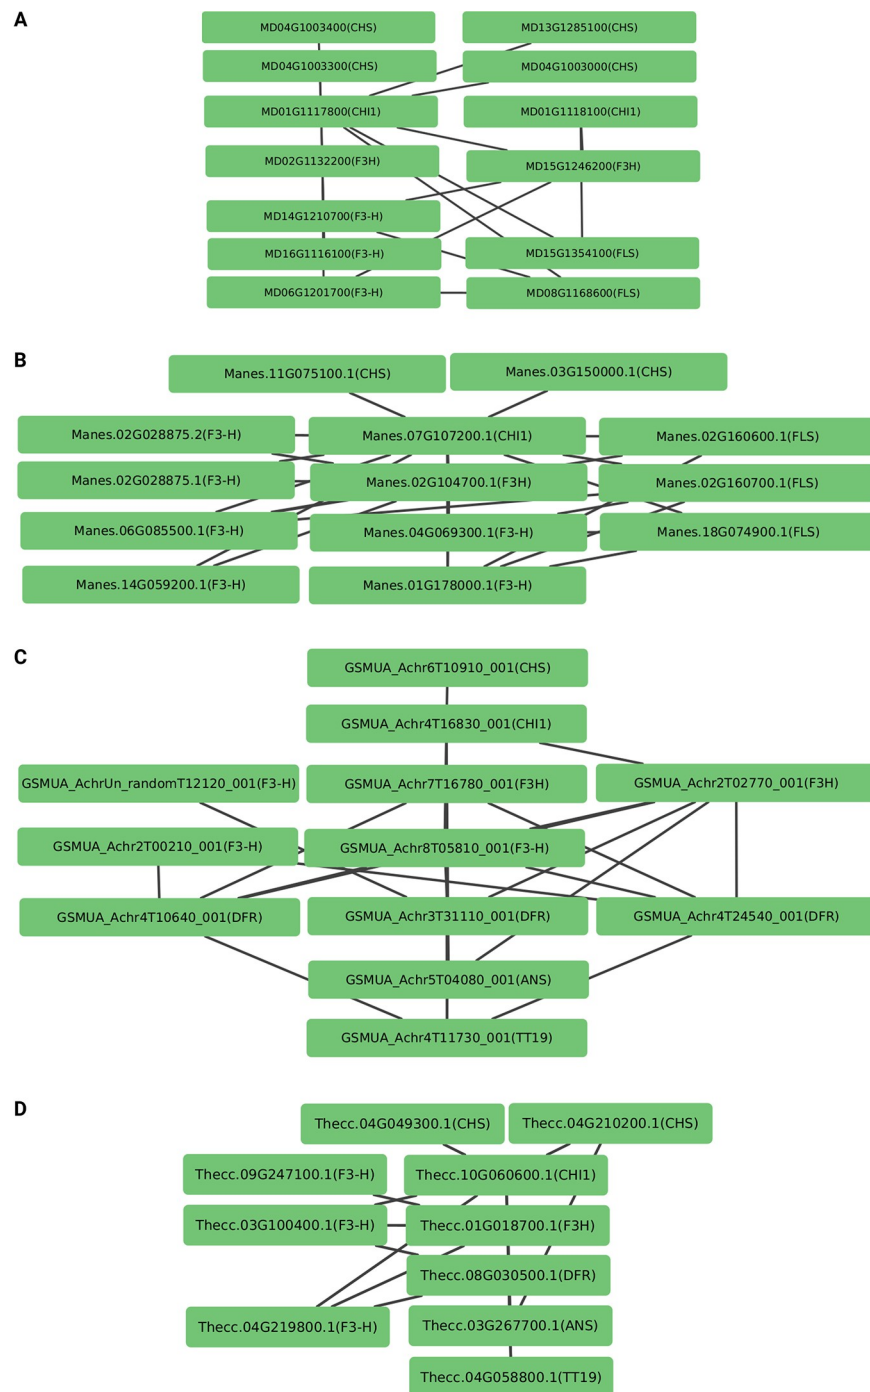 A
MD04G1003400(CHS)
MD13G1285100(CHS)
MD04G1003300(CHS)
MD04G1003000(CHS)
MD01G1117800(CHI1)
MD01G1118100(CHI1)
MD02G1132200(F3H)
MD15G1246200(F3H)
MD14G1210700(F3-H)
MD16G1116100(F3-H)
MD15G1354100(FLS)
MD06G1201700(F3-H)
MD08G1168600(FLS)
B
Manes.11G075100.1(CHS)
Manes.03G150000.1(CHS)
Manes.02G028875.2(F3-H)
Manes.07G107200.1(CHI1)
Manes.02G160600.1(FLS)
Manes.02G028875.1(F3-H)
Manes.02G104700.1(F3H)
Manes.02G160700.1(FLS)
Manes.06G085500.1(F3-H)
Manes.04G069300.1(F3-H)
Manes.18G074900.1(FLS)
Manes.14G059200.1(F3-H)
Manes.01G178000.1(F3-H)
C
GSMUA_Achr6T10910_001(CHS)
GSMUA_Achr4T16830_001(CHI1)
GSMUA_AchrUn_randomT12120_001(F3-H)
GSMUA_Achr7T16780_001(F3H)
GSMUA_Achr2T02770_001(F3H)
GSMUA_Achr2T00210_001(F3-H)
GSMUA_Achr8T05810_001(F3-H)
GSMUA_Achr4T10640_001(DFR)
GSMUA_Achr3T31110_001(DFR)
GSMUA_Achr4T24540_001(DFR)
GSMUA_Achr5T04080_001(ANS)
GSMUA_Achr4T11730_001(TT19)
D
Thecc.04G049300.1(CHS)
Thecc.04G210200.1(CHS)
Thecc.09G247100.1(F3-H)
Thecc.10G060600.1(CHI1)
Thecc.03G100400.1(F3-H)
Thecc.01G018700.1(F3H)
Thecc.08G030500.1(DFR)
Thecc.04G219800.1(F3-H)
Thecc.03G267700.1(ANS)
Thecc.04G058800.1(TT19)